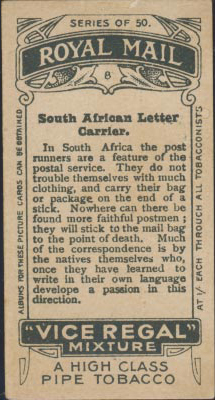 SERIES OF 50.
ROYAL MAIL
8
South African Letter
Carrier.
In South Africa the post
runners are a feature of the
postal service. They do not
trouble themselves with much
clothing, and carry their bag
or package on the end of a
stick. Nowhere can there be
found more faithful postmen;
they will stick to the mail bag
to the point of death. Much
of the correspondence is by
the natives themselves who,
once they have learned to
write in their own language
develope a passion in this
direction.
ALBUMS FOR THESE PICTURE CARDS CAN BE OBTAINED
AT 1/- EACH THROUGH ALL TOBACCONISTS
"VICE REGAL"
MIXTURE
A HIGH CLASS
PIPE TOBACCO